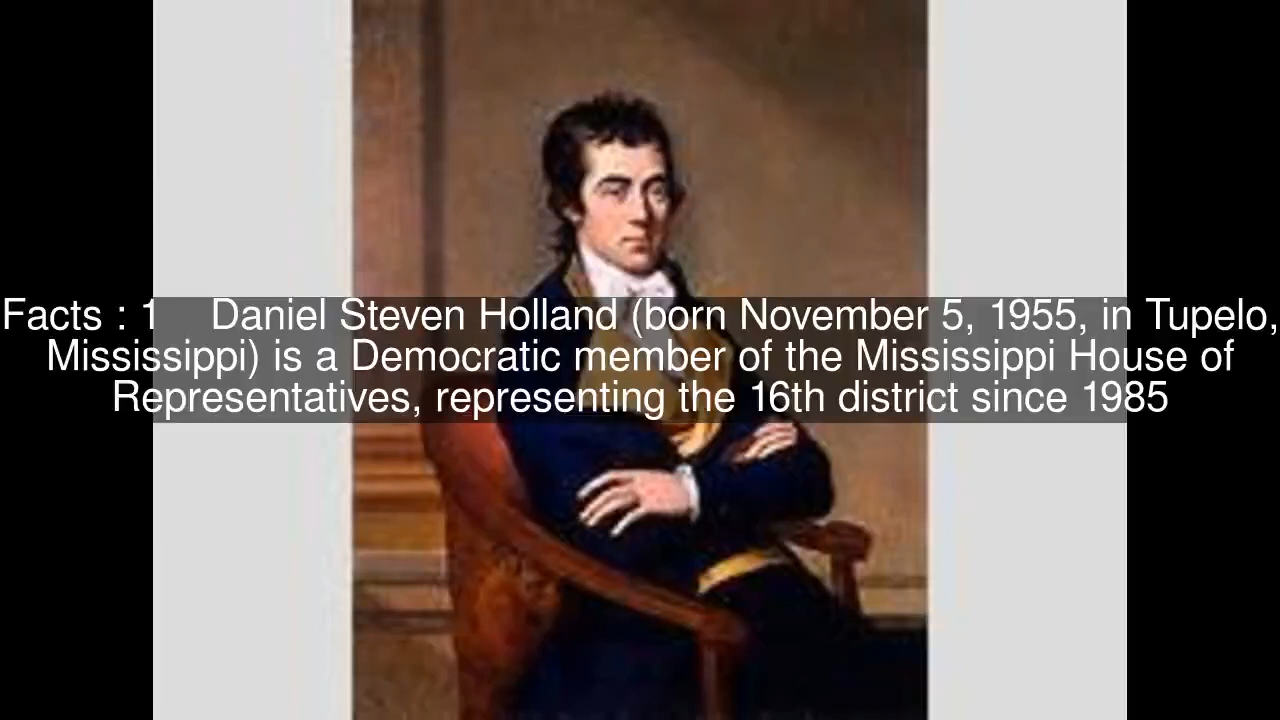 Facts : 1    Daniel Steven Holland (born November 5, 1955, in Tupelo,
Mississippi) is a Democratic member of the Mississippi House of
Representatives, representing the 16th district since 1985